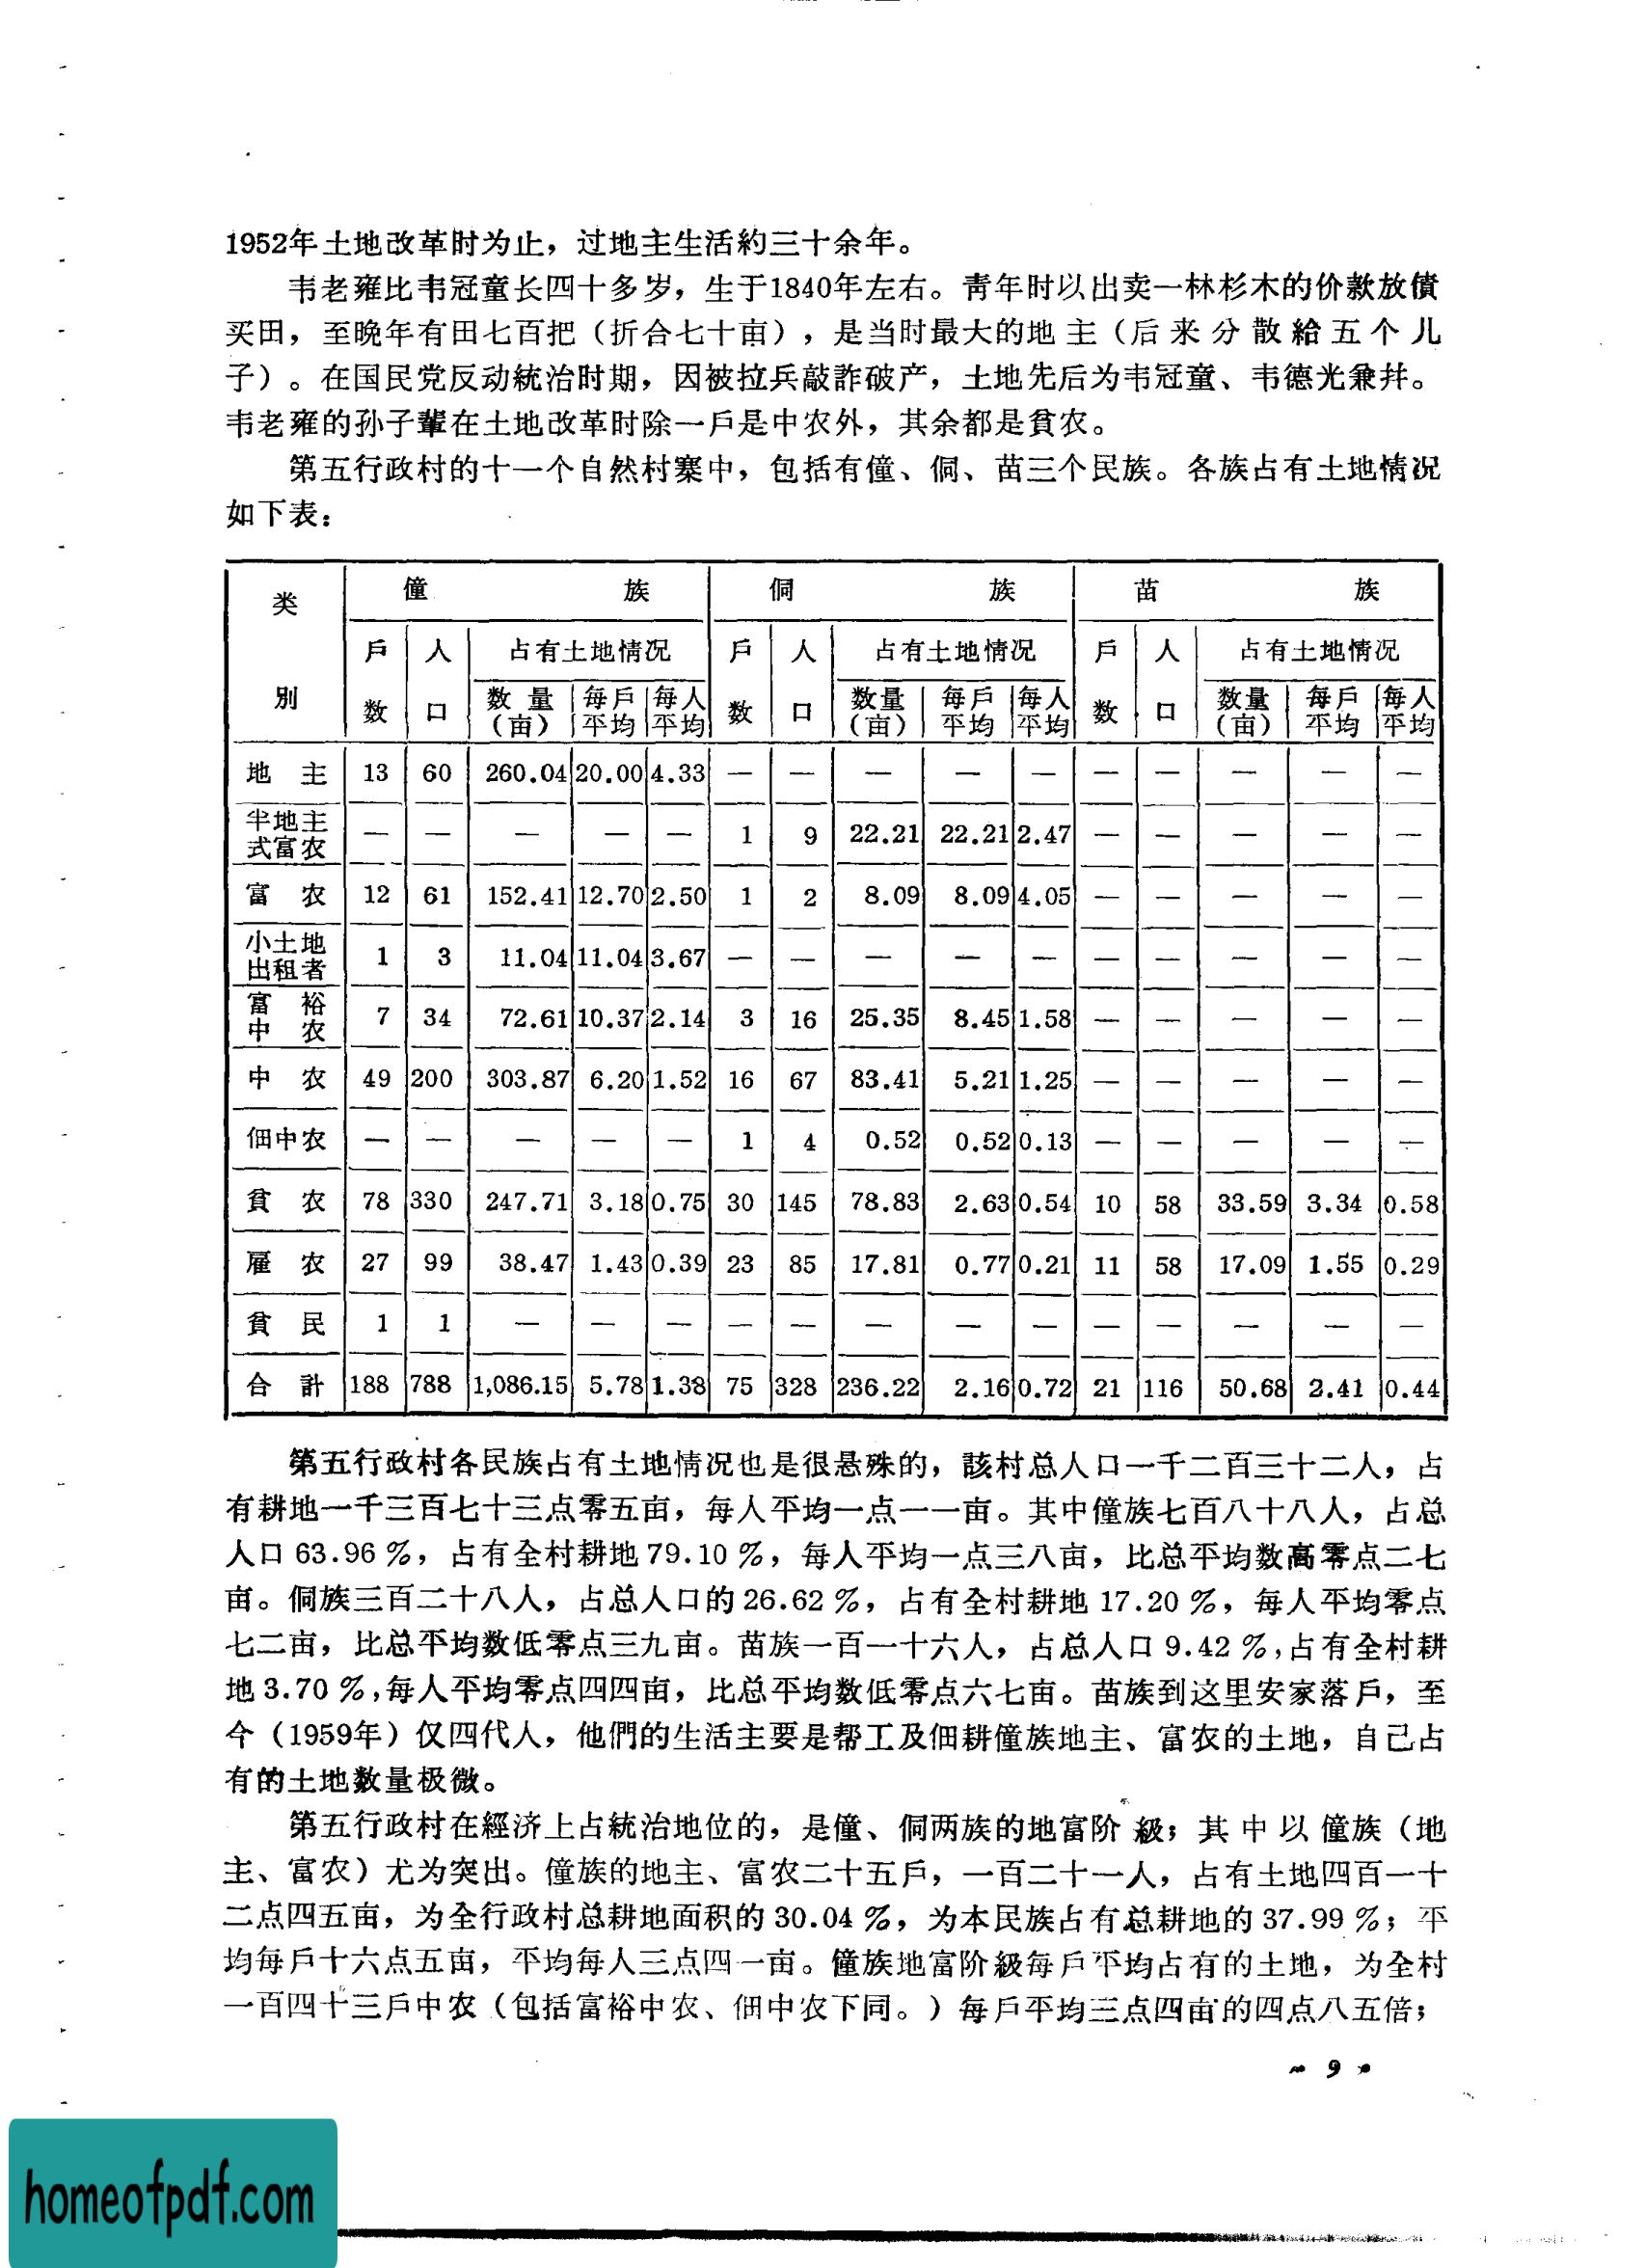 1952年土地改革时为止，过地主生活約三十余年。
韦老雍比韦冠童长四十多岁，生于1840年左右。青年时以出卖一林杉木的价款放債
买田，至晚年有田七百把（折合七十亩），是当时最大的地主（后来分散給五个儿
子）。在国民党反动統治时期，因被拉兵敲詐破产，土地先后为韦冠童、韦德光兼幷。
韦老雍的孙子輩在土地改革时除一戶是中农外，其余都是貧农。
第五行政村的十一个自然村寨中，包括有僮、侗、苗三个民族。各族占有土地情况
如下表：
类别 僮族 侗族 苗族
戶数 人口 占有土地情况 戶数 人口 占有土地情况 戶数 人口 占有土地情况
数量（亩） 每戶平均 每人平均 数量（亩） 每戶平均 每人平均 数量（亩） 每戶平均 每人平均
地主 13 60 260.04 20.00 4.33 — — — — — — — — — —
半地主式富农 — — — — — 1 9 22.21 22.21 2.47 — — — — —
富农 12 61 152.41 12.70 2.50 1 2 8.09 8.09 4.05 — — — — —
小土地出租者 1 3 11.04 11.04 3.67 — — — — — — — — — —
富裕中农 7 34 72.61 10.37 2.14 3 16 25.35 8.45 1.58 — — — — —
中农 49 200 303.87 6.20 1.52 16 67 83.41 5.21 1.25 — — — — —
佃中农 — — — — — 1 4 0.52 0.52 0.13 — — — — —
貧农 78 330 247.71 3.18 0.75 30 145 78.83 2.63 0.54 10 58 33.59 3.34 0.58
雇农 27 99 38.47 1.43 0.39 23 85 17.81 0.77 0.21 11 58 17.09 1.55 0.29
貧民 1 1 — — — — — — — — — — — — —
合計 188 788 1,086.15 5.78 1.38 75 328 236.22 2.16 0.72 21 116 50.68 2.41 0.44
第五行政村各民族占有土地情况也是很悬殊的，該村总人口一千二百三十二人，占
有耕地一千三百七十三点零五亩，每人平均一点一一亩。其中僮族七百八十八人，占总
人口63.96％，占有全村耕地79.10％，每人平均一点三八亩，比总平均数高零点二七
亩。侗族三百二十八人，占总人口的26.62％，占有全村耕地17.20％，每人平均零点
七二亩，比总平均数低零点三九亩。苗族一百一十六人，占总人口9.42％，占有全村耕
地3.70％，每人平均零点四四亩，比总平均数低零点六七亩。苗族到这里安家落戶，至
今（1959年）仅四代人，他們的生活主要是帮工及佃耕僮族地主、富农的土地，自己占
有的土地数量极微。
第五行政村在經济上占統治地位的，是僮、侗两族的地富阶級；其中以僮族（地
主、富农）尤为突出。僮族的地主、富农二十五戶，一百二十一人，占有土地四百一十
二点四五亩，为全行政村总耕地面积的30.04％，为本民族占有总耕地的37.99％；平
均每戶十六点五亩，平均每人三点四一亩。僮族地富阶級每戶平均占有的土地，为全村
一百四十三戶中农（包括富裕中农、佃中农下同。）每戶平均三点四亩的四点八五倍；
9
homeofpdf.com